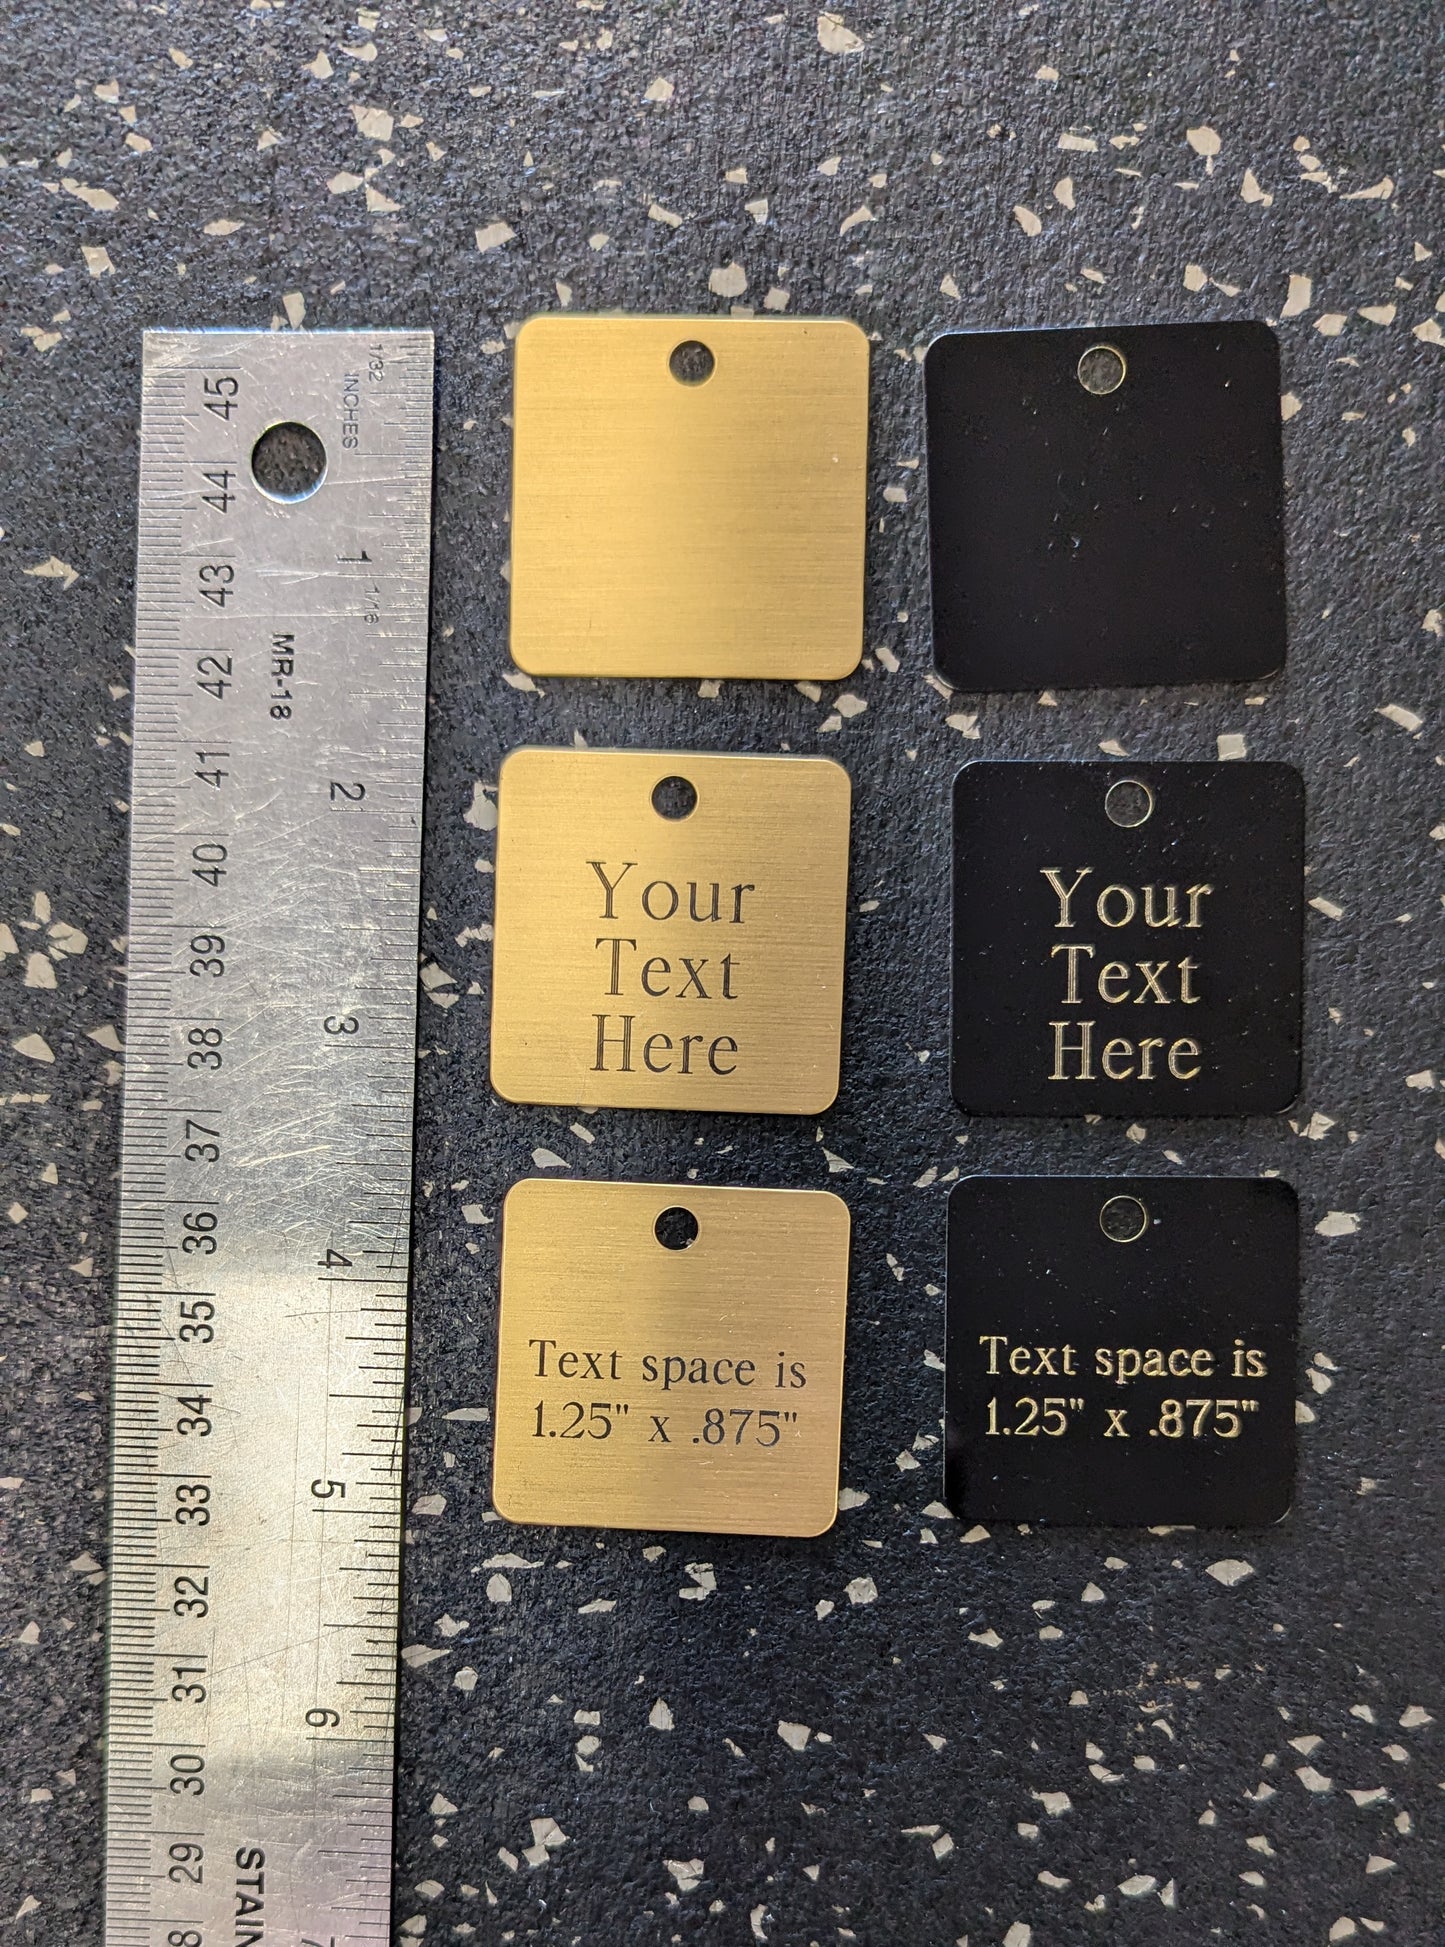 1/32
INCHES
45
44
1
1/16
43
MR-18
42
41
2
40
39
3
38
37
36
4
35
34
5
33
32
31
6
30
29
STAIN
8
Your
Text
Here
Your
Text
Here
Text space is
1.25" x .875"
Text space is
1.25" x .875"